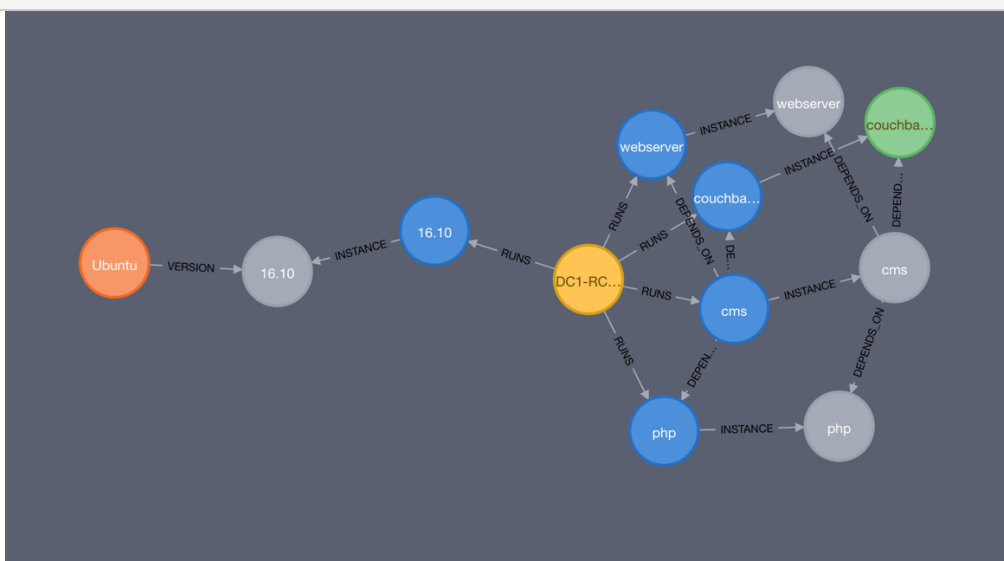 webserver
couchba...
INSTANCE
webserver
INSTANCE
DEPENDS_ON
DEPEND...
couchba...
RUNS
DEPENDS_ON
16.10
RUNS
RUNS
DE...
INSTANCE
Ubuntu
VERSION
16.10
DC1-RC...
cms
RUNS
INSTANCE
cms
RUNS
DEPEN...
DEPENDS_ON
php
INSTANCE
php